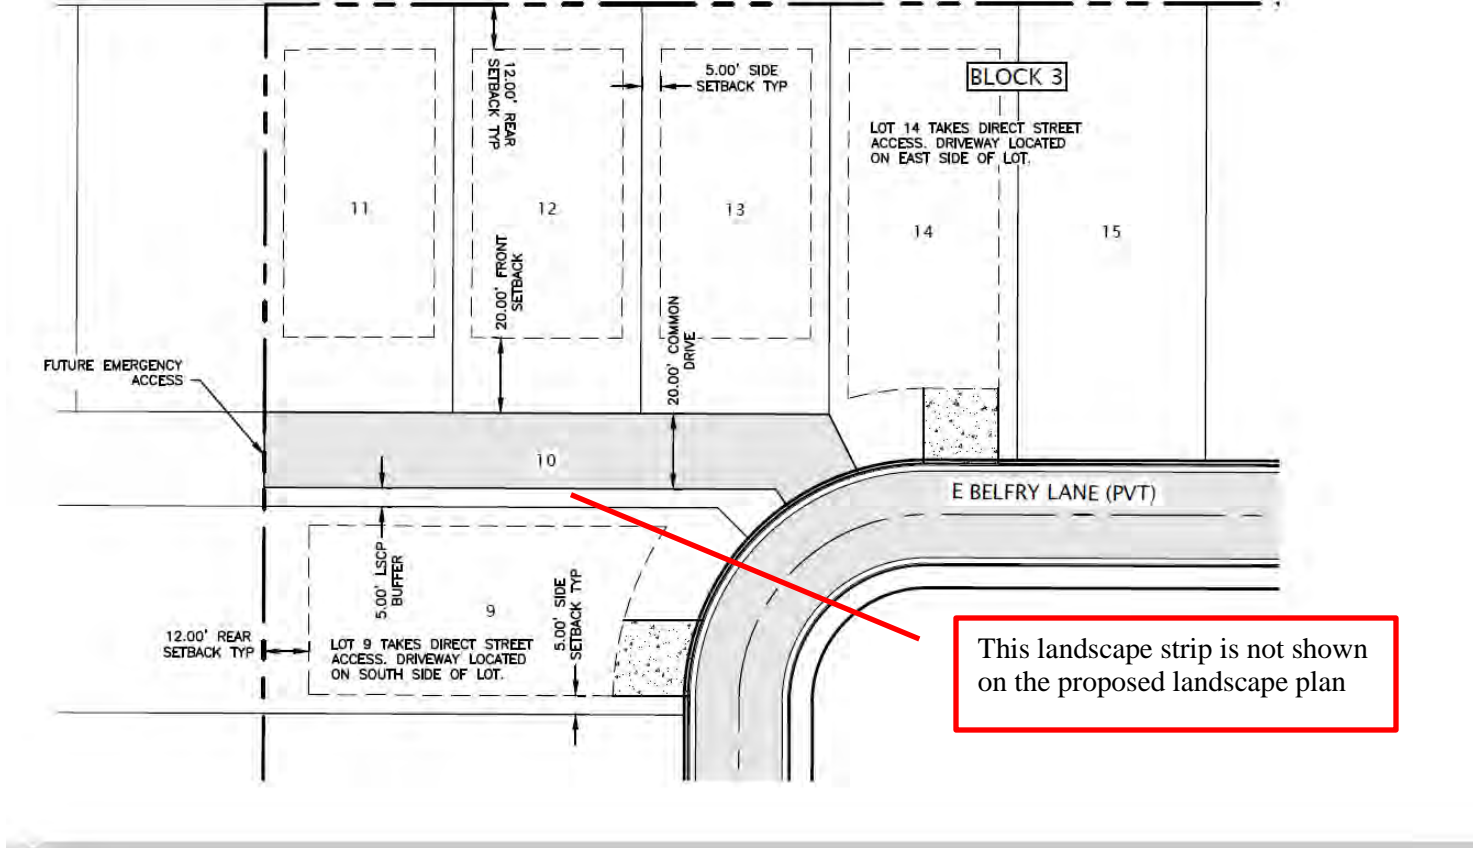 12.00' REAR
SETBACK TYP
5.00' SIDE
SETBACK TYP
BLOCK 3
LOT 14 TAKES DIRECT STREET
ACCESS. DRIVEWAY LOCATED
ON EAST SIDE OF LOT.
11
12
13
14
15
20.00' FRONT
SETBACK
20.00' COMMON
DRIVE
FUTURE EMERGENCY
ACCESS
10
E BELFRY LANE (PVT)
5.00' LSCP
BUFFER
9
5.00' SIDE
SETBACK TYP
12.00' REAR
SETBACK TYP
LOT 9 TAKES DIRECT STREET
ACCESS. DRIVEWAY LOCATED
ON SOUTH SIDE OF LOT.
This landscape strip is not shown
on the proposed landscape plan